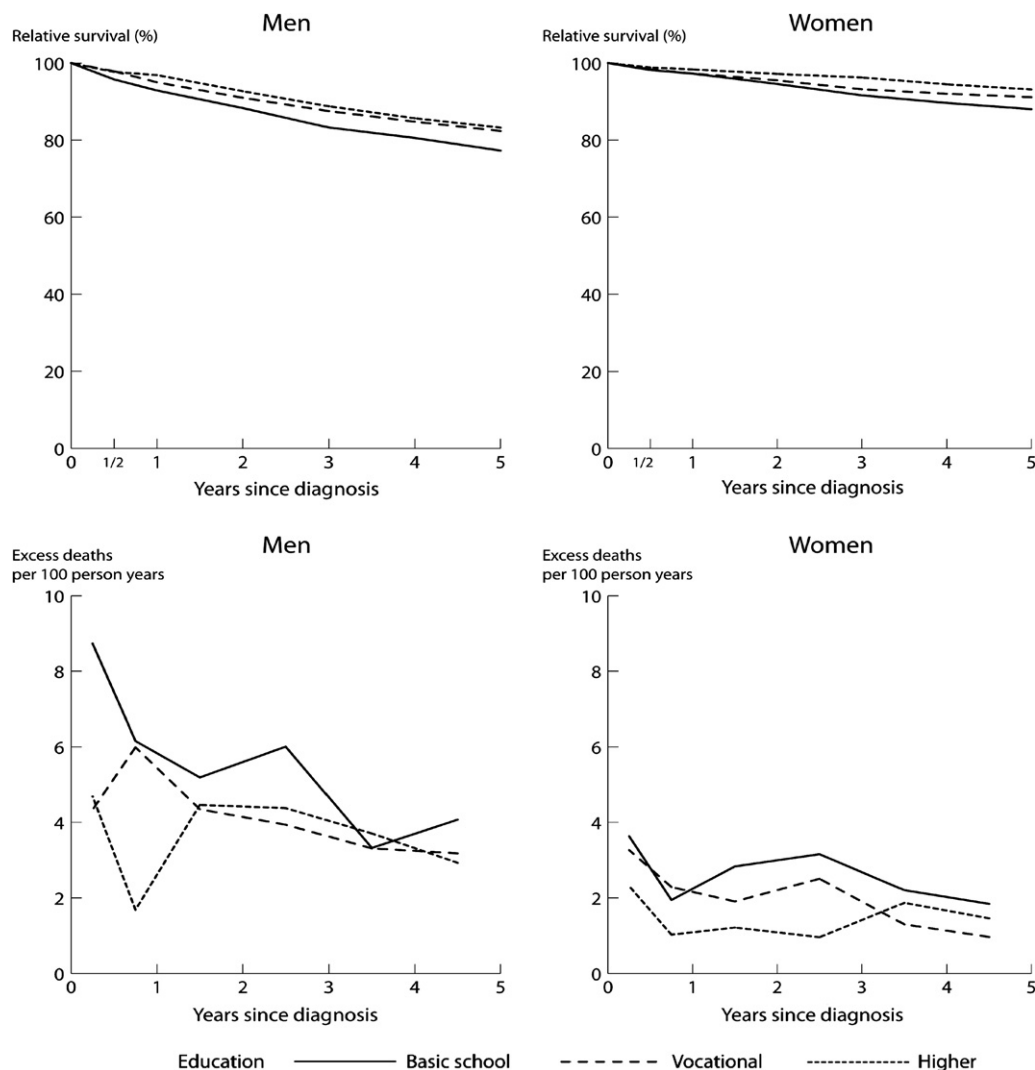 Men
Relative survival (%)
100
80
60
40
20
0
0 1/2 1 2 3 4 5
Years since diagnosis
Women
Relative survival (%)
100
80
60
40
20
0
0 1/2 1 2 3 4 5
Years since diagnosis
Men
Excess deaths
per 100 person years
10
8
6
4
2
0
0 1 2 3 4 5
Years since diagnosis
Women
Excess deaths
per 100 person years
10
8
6
4
2
0
0 1 2 3 4 5
Years since diagnosis
Education Basic school Vocational Higher